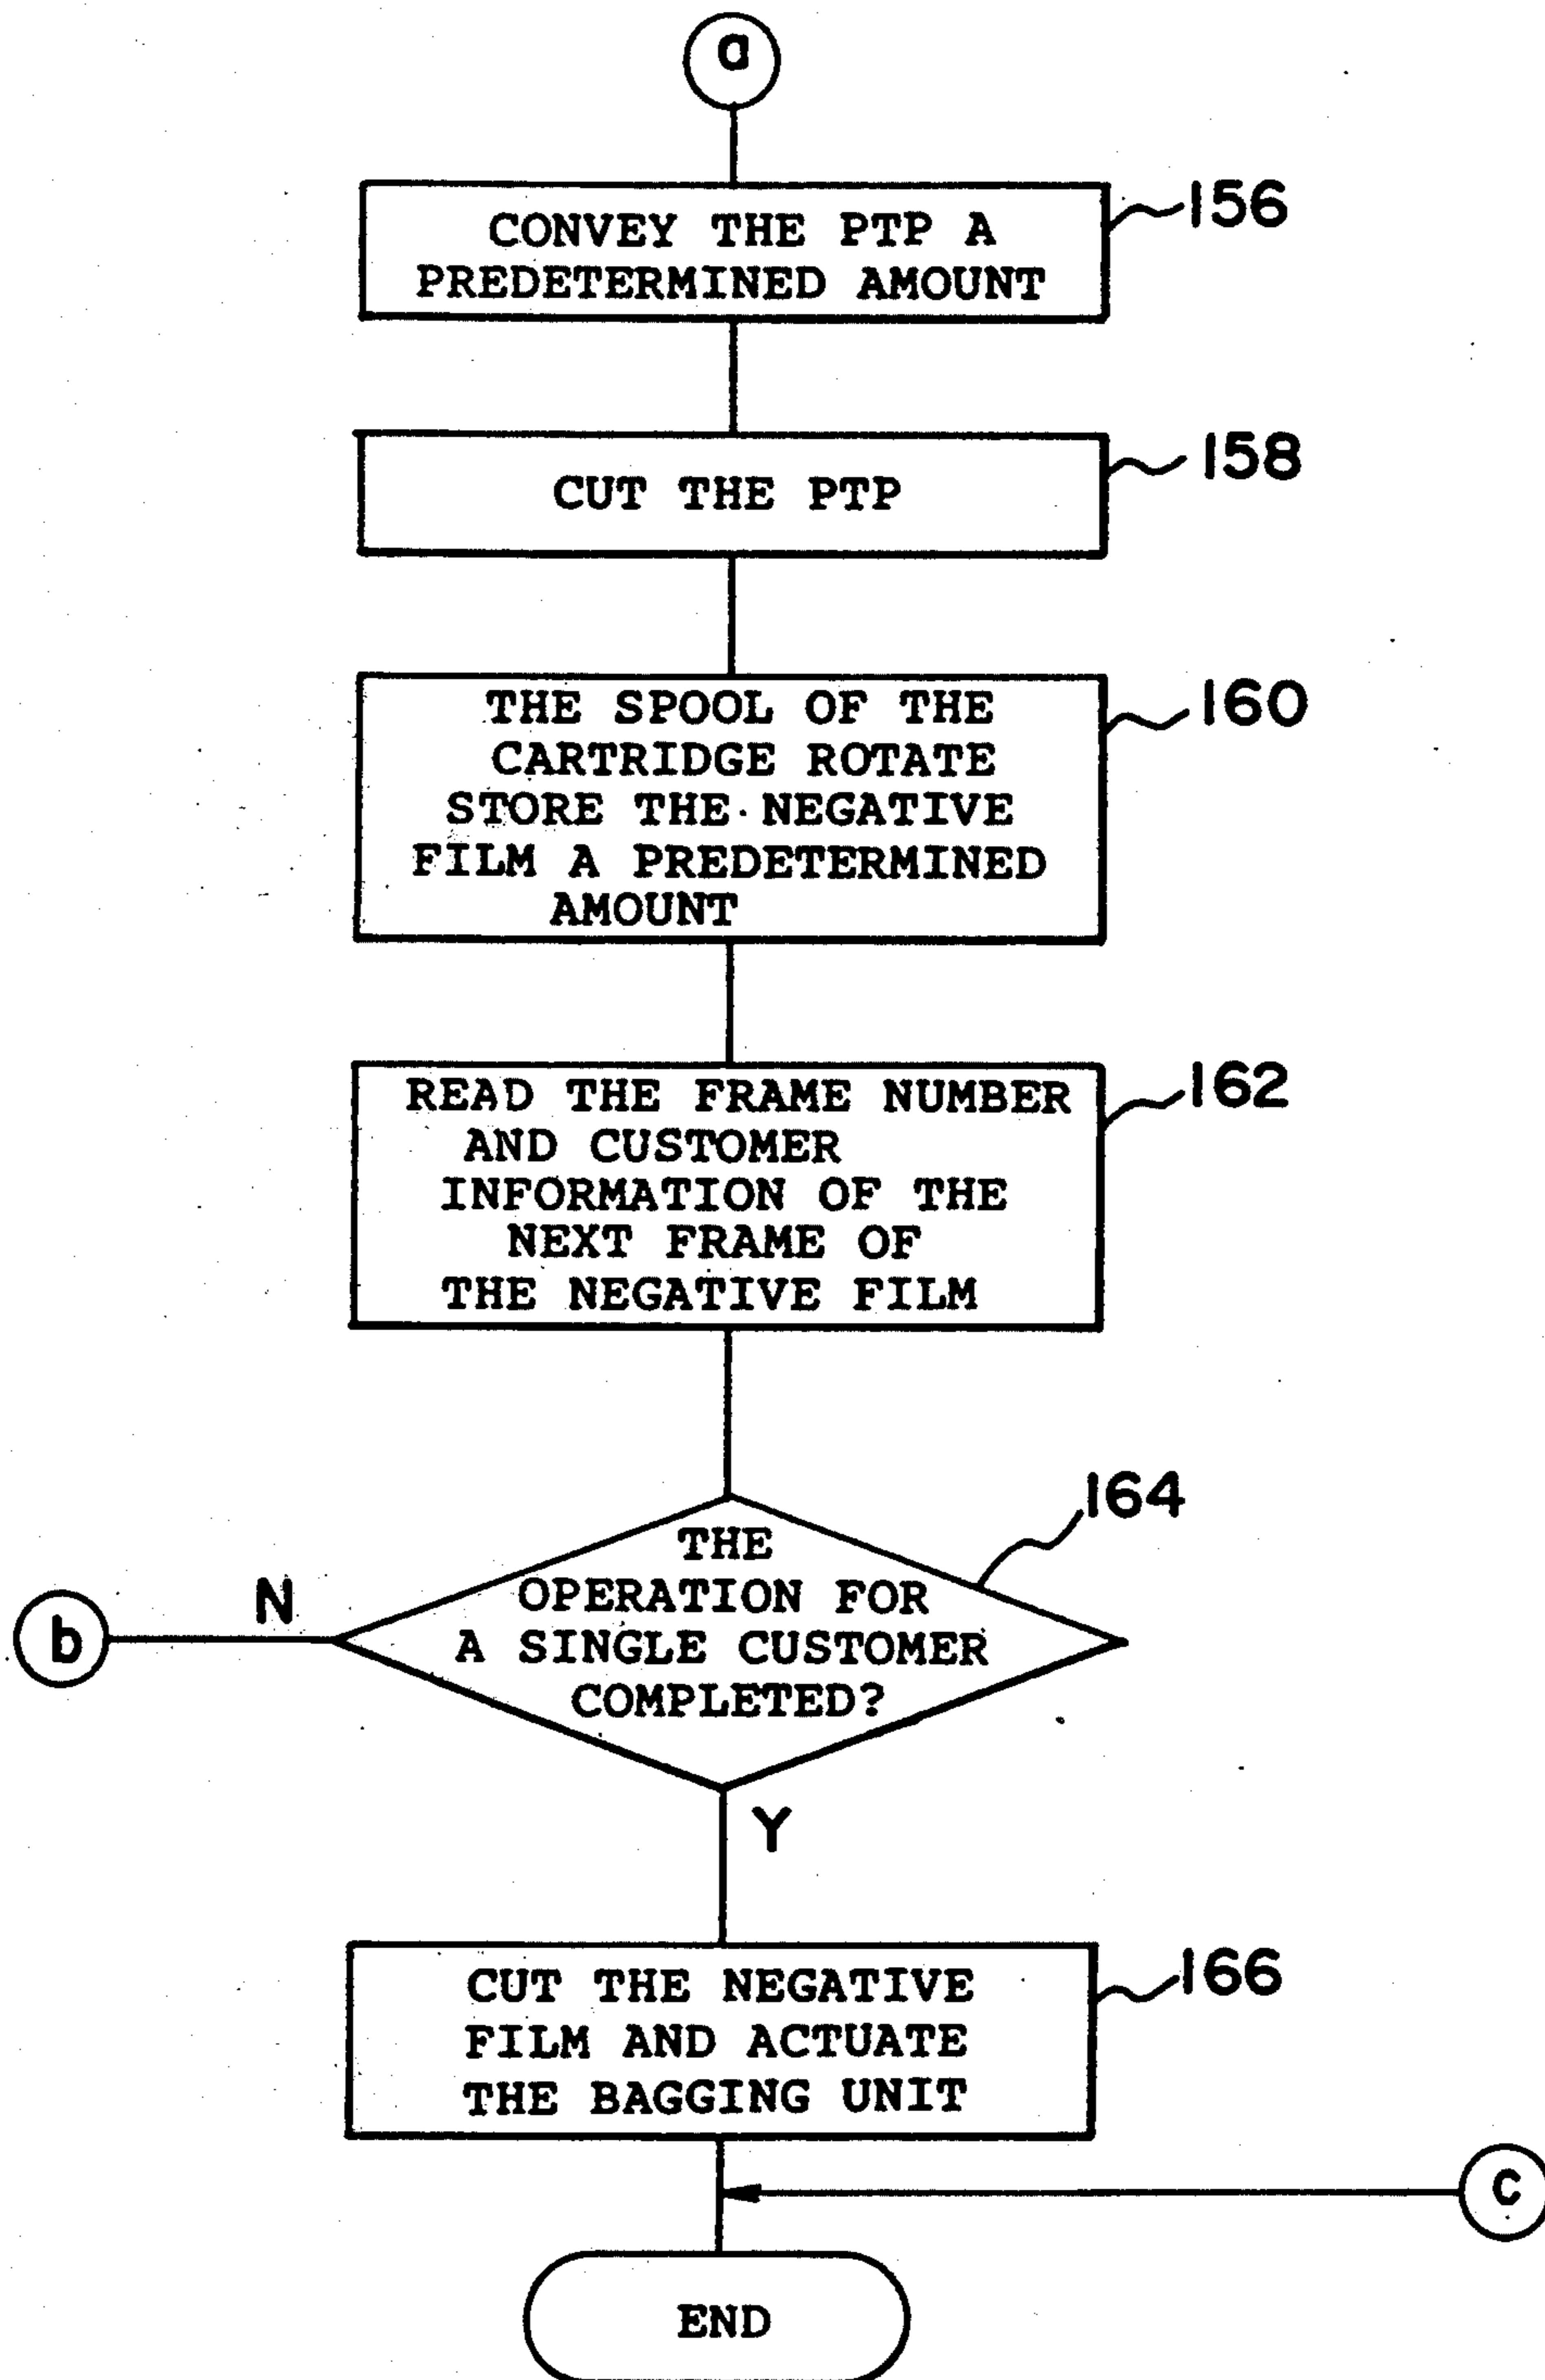 a
CONVEY THE PTP A
PREDETERMINED AMOUNT
156
CUT THE PTP
158
THE SPOOL OF THE
CARTRIDGE ROTATE
STORE THE NEGATIVE
FILM A PREDETERMINED
AMOUNT
160
READ THE FRAME NUMBER
AND CUSTOMER
INFORMATION OF THE
NEXT FRAME OF
THE NEGATIVE FILM
162
THE
OPERATION FOR
A SINGLE CUSTOMER
COMPLETED?
164
N
b
Y
CUT THE NEGATIVE
FILM AND ACTUATE
THE BAGGING UNIT
166
c
END